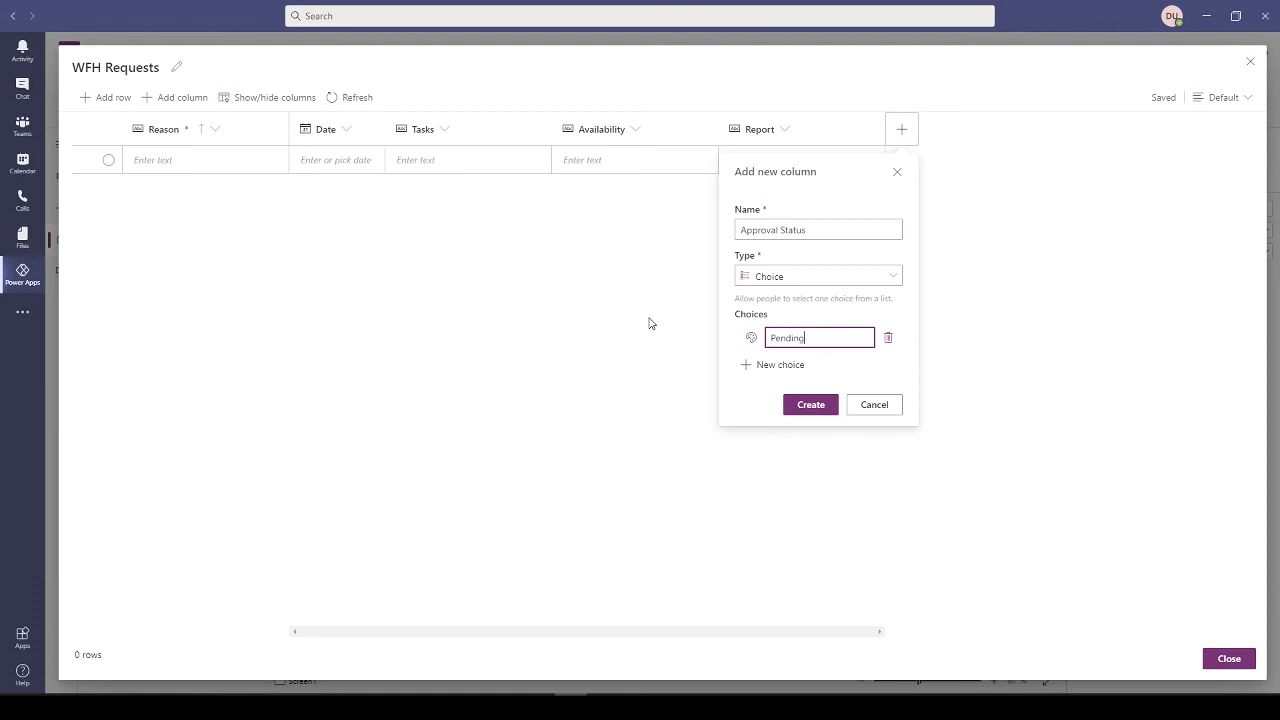 Search
DU
Activity
Chat
Teams
Calendar
Calls
Files
Power Apps
Apps
Help
WFH Requests
Add row
Add column
Show/hide columns
Refresh
Saved
Default
Reason *
Date
Tasks
Availability
Report
Enter text
Enter or pick date
Enter text
Enter text
Add new column
Name *
Approval Status
Type *
Choice
Allow people to select one choice from a list.
Choices
Pending
New choice
Create
Cancel
0 rows
Close